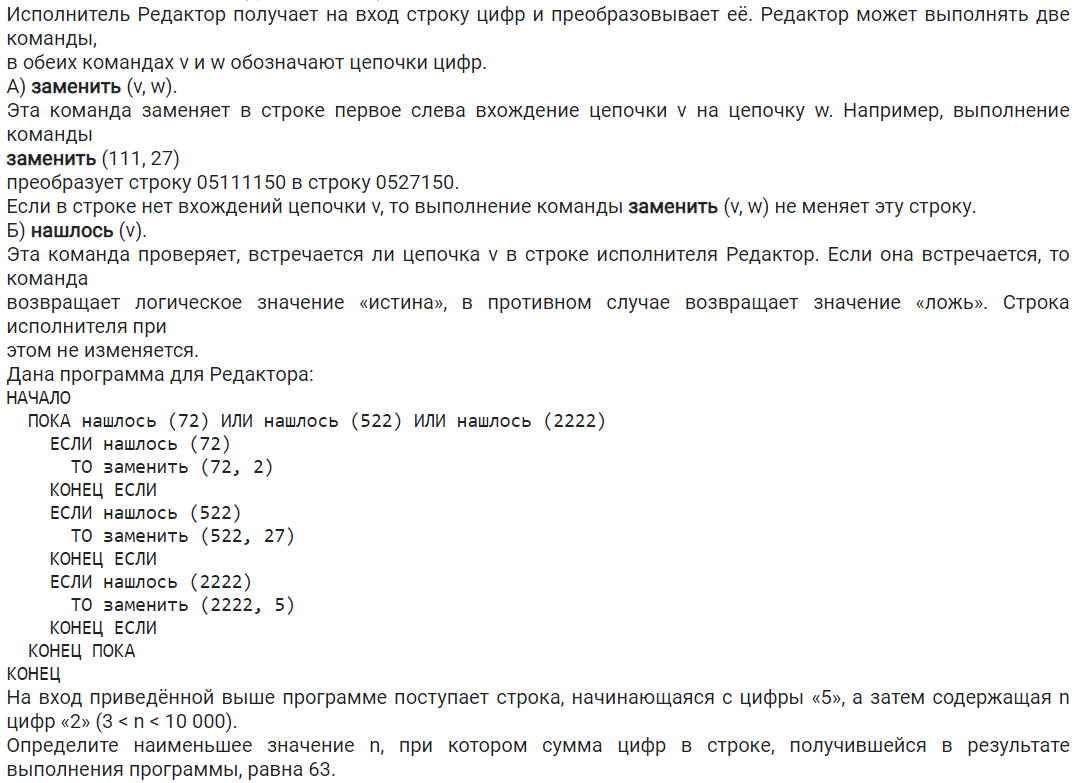 Исполнитель Редактор получает на вход строку цифр и преобразовывает её. Редактор может выполнять две
команды,
в обеих командах v и w обозначают цепочки цифр.
А) заменить (v, w).
Эта команда заменяет в строке первое слева вхождение цепочки v на цепочку w. Например, выполнение
команды
заменить (111, 27)
преобразует строку 05111150 в строку 0527150.
Если в строке нет вхождений цепочки v, то выполнение команды заменить (v, w) не меняет эту строку.
Б) нашлось (v).
Эта команда проверяет, встречается ли цепочка v в строке исполнителя Редактор. Если она встречается, то
команда
возвращает логическое значение «истина», в противном случае возвращает значение «ложь». Строка
исполнителя при
этом не изменяется.
Дана программа для Редактора:
НАЧАЛО
ПОКА нашлось (72) ИЛИ нашлось (522) ИЛИ нашлось (2222)
ЕСЛИ нашлось (72)
ТО заменить (72, 2)
КОНЕЦ ЕСЛИ
ЕСЛИ нашлось (522)
ТО заменить (522, 27)
КОНЕЦ ЕСЛИ
ЕСЛИ нашлось (2222)
ТО заменить (2222, 5)
КОНЕЦ ЕСЛИ
КОНЕЦ ПОКА
КОНЕЦ
На вход приведённой выше программе поступает строка, начинающаяся с цифры «5», а затем содержащая n
цифр «2» (3 < n < 10 000).
Определите наименьшее значение n, при котором сумма цифр в строке, получившейся в результате
выполнения программы, равна 63.